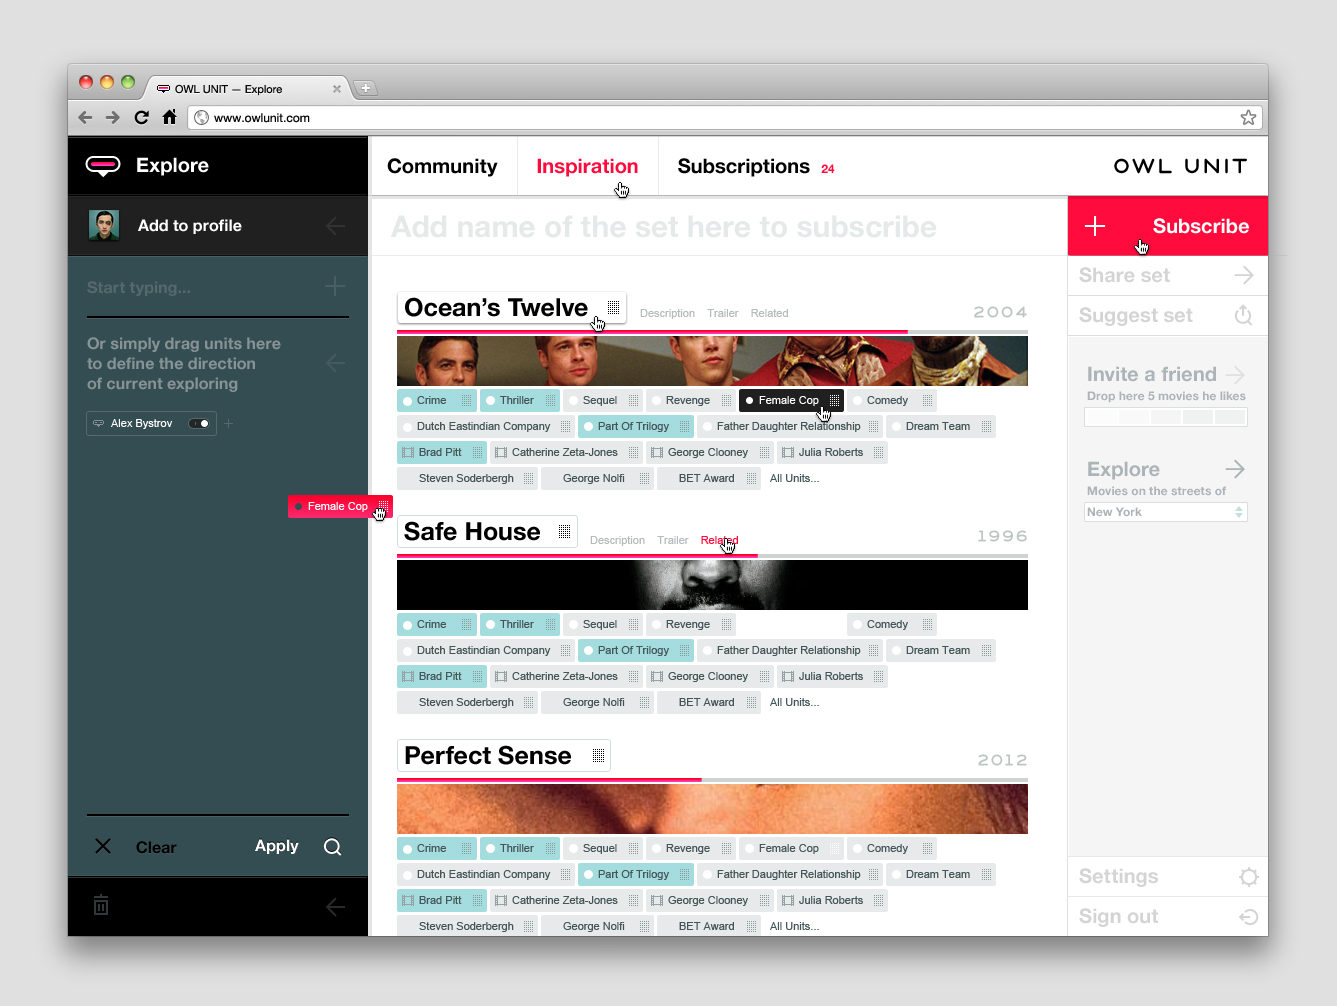 OWL UNIT — Explore
www.owlunit.com
Explore
Community
Inspiration
Subscriptions 24
OWL UNIT
Add to profile
Add name of the set here to subscribe
Subscribe
Start typing...
Or simply drag units here
to define the direction
of current exploring
Alex Bystrov
Female Cop
Clear
Apply
Ocean's Twelve
Description Trailer Related
2004
Crime Thriller Sequel Revenge Female Cop Comedy
Dutch Eastindian Company Part Of Trilogy Father Daughter Relationship Dream Team
Brad Pitt Catherine Zeta-Jones George Clooney Julia Roberts
Steven Soderbergh George Nolfi BET Award All Units...
Safe House
Description Trailer Related
1996
Crime Thriller Sequel Revenge Comedy
Dutch Eastindian Company Part Of Trilogy Father Daughter Relationship Dream Team
Brad Pitt Catherine Zeta-Jones George Clooney Julia Roberts
Steven Soderbergh George Nolfi BET Award All Units...
Perfect Sense
2012
Crime Thriller Sequel Revenge Female Cop Comedy
Dutch Eastindian Company Part Of Trilogy Father Daughter Relationship Dream Team
Brad Pitt Catherine Zeta-Jones George Clooney Julia Roberts
Steven Soderbergh George Nolfi BET Award All Units...
Share set
Suggest set
Invite a friend
Drop here 5 movies he likes
Explore
Movies on the streets of
New York
Settings
Sign out